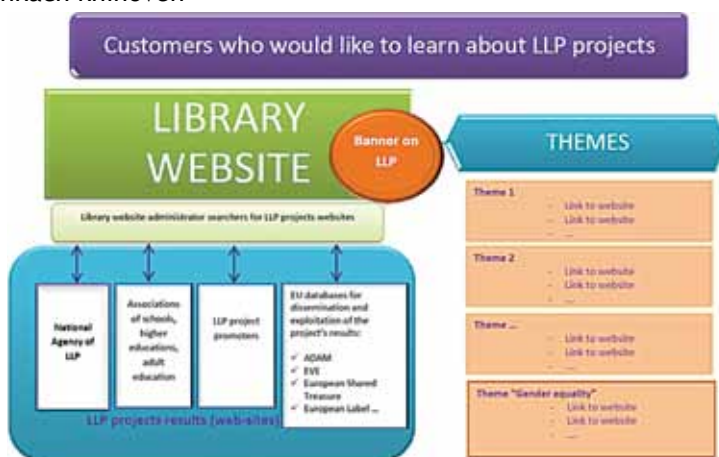 Customers who would like to learn about LLP projects
LIBRARY
WEBSITE
Banner on
LLP
THEMES
Library website administrator searchers for LLP projects websites
National
Agency of
LLP
Associations
of schools,
higher
educations,
adult
education
LLP project
promoters
EU databases for
dissemination and
exploitation of the
project's results:
✓ ADAM
✓ EVE
✓ European Shared
Treasure
✓ European Label ...
LLP projects results (web-sites)
Theme 1
- Link to website
- Link to website
- ...
Theme 2
- Link to website
- Link to website
- ...
Theme ...
- Link to website
- Link to website
- ...
Theme "Gender equality"
- Link to website
- Link to website
- ....